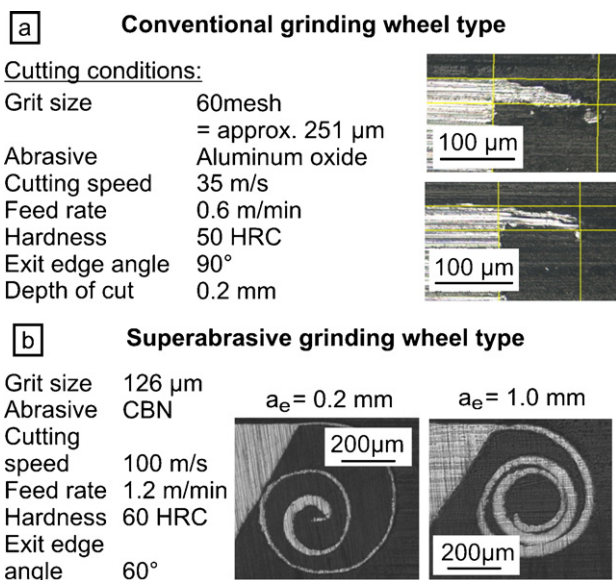 a Conventional grinding wheel type
Cutting conditions:
Grit size 60mesh
= approx. 251 µm
Abrasive Aluminum oxide
Cutting speed 35 m/s
Feed rate 0.6 m/min
Hardness 50 HRC
Exit edge angle 90°
Depth of cut 0.2 mm
100 µm
100 µm
b Superabrasive grinding wheel type
Grit size 126 µm
Abrasive CBN
Cutting
speed 100 m/s
Feed rate 1.2 m/min
Hardness 60 HRC
Exit edge
angle 60°
aₑ= 0.2 mm
200µm
aₑ= 1.0 mm
200µm